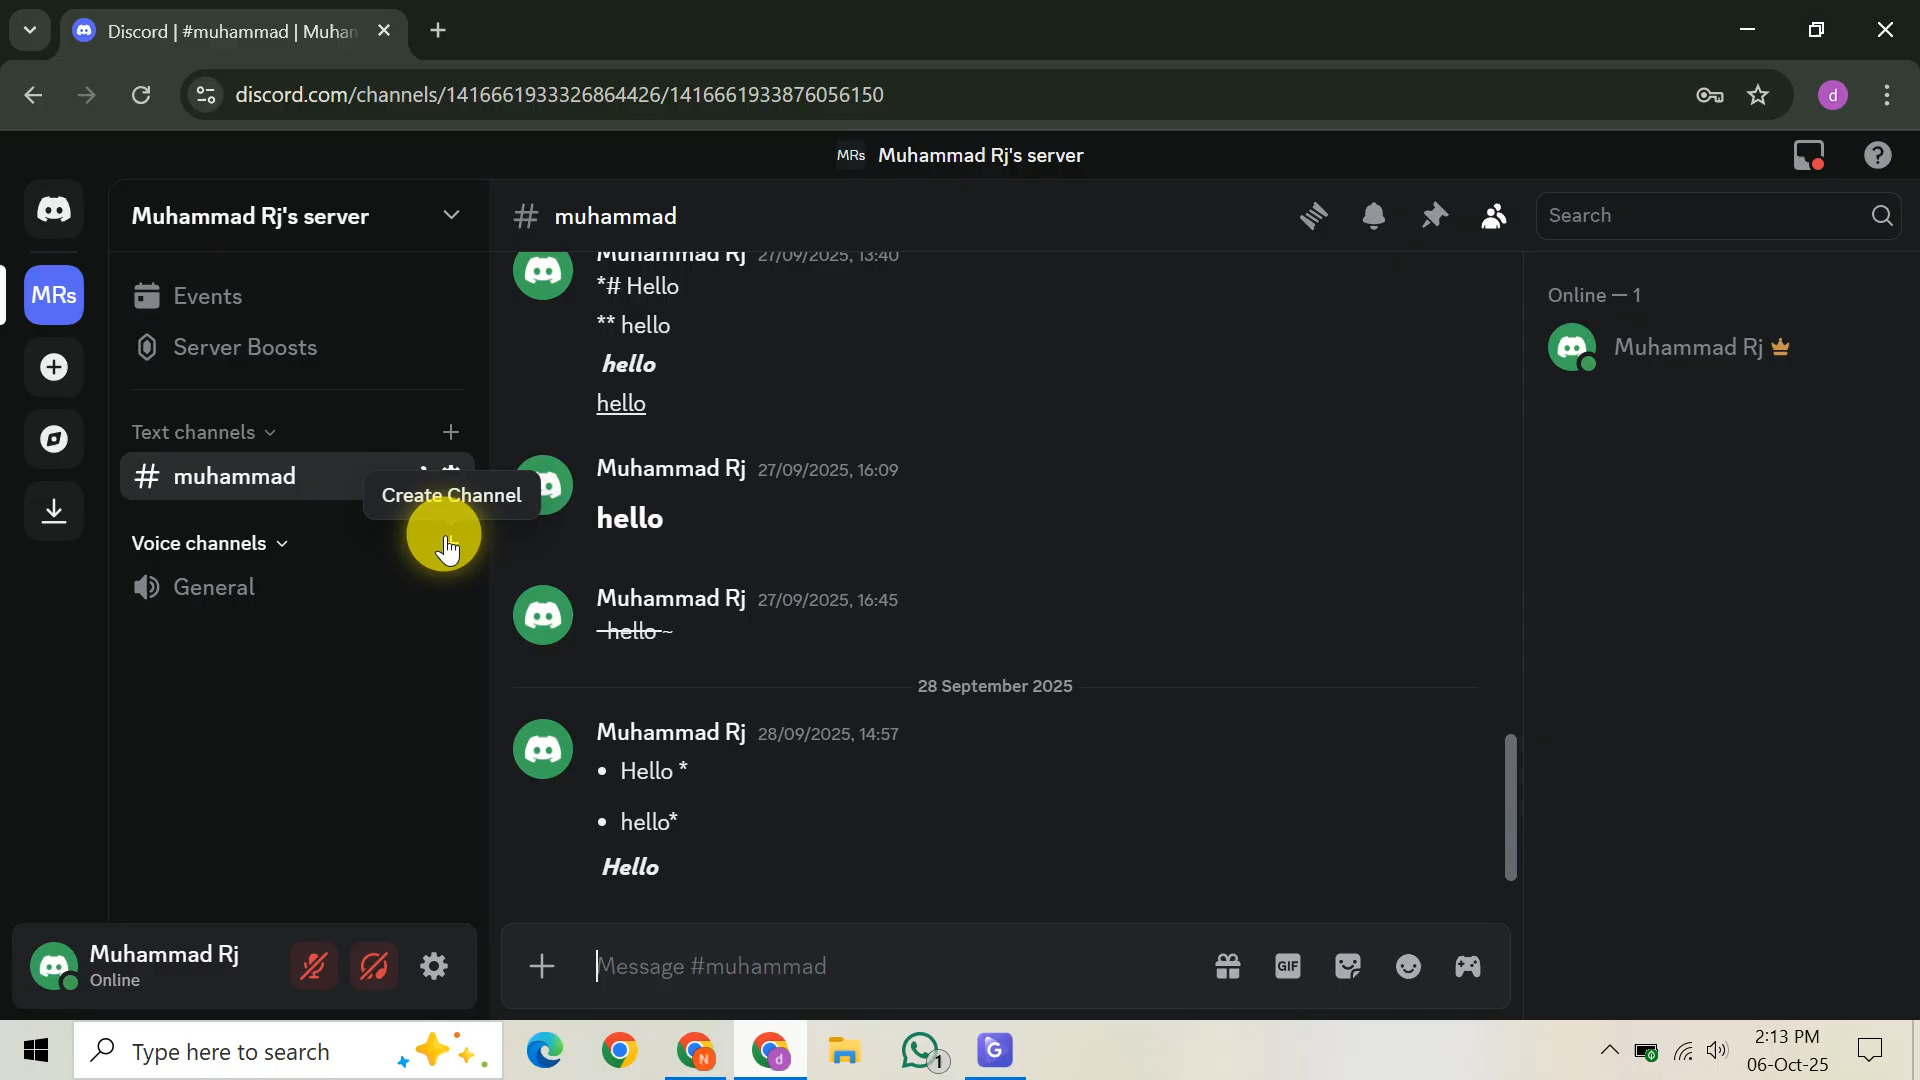 Discord | #muhammad | Muham
discord.com/channels/1416661933326864426/1416661933876056150
d
MRs Muhammad Rj's server
Muhammad Rj's server
# muhammad
Search
MRs
Events
Server Boosts
Text channels
# muhammad
Create Channel
Voice channels
General
Muhammad Rj 27/09/2025, 13:40
*# Hello
** hello
hello
hello
Muhammad Rj 27/09/2025, 16:09
hello
Muhammad Rj 27/09/2025, 16:45
hello ~
28 September 2025
Muhammad Rj 28/09/2025, 14:57
• Hello *
• hello*
Hello
Online — 1
Muhammad Rj
Muhammad Rj
Online
Message #muhammad
GIF
Type here to search
N
d
1
G
2:13 PM
06-Oct-25